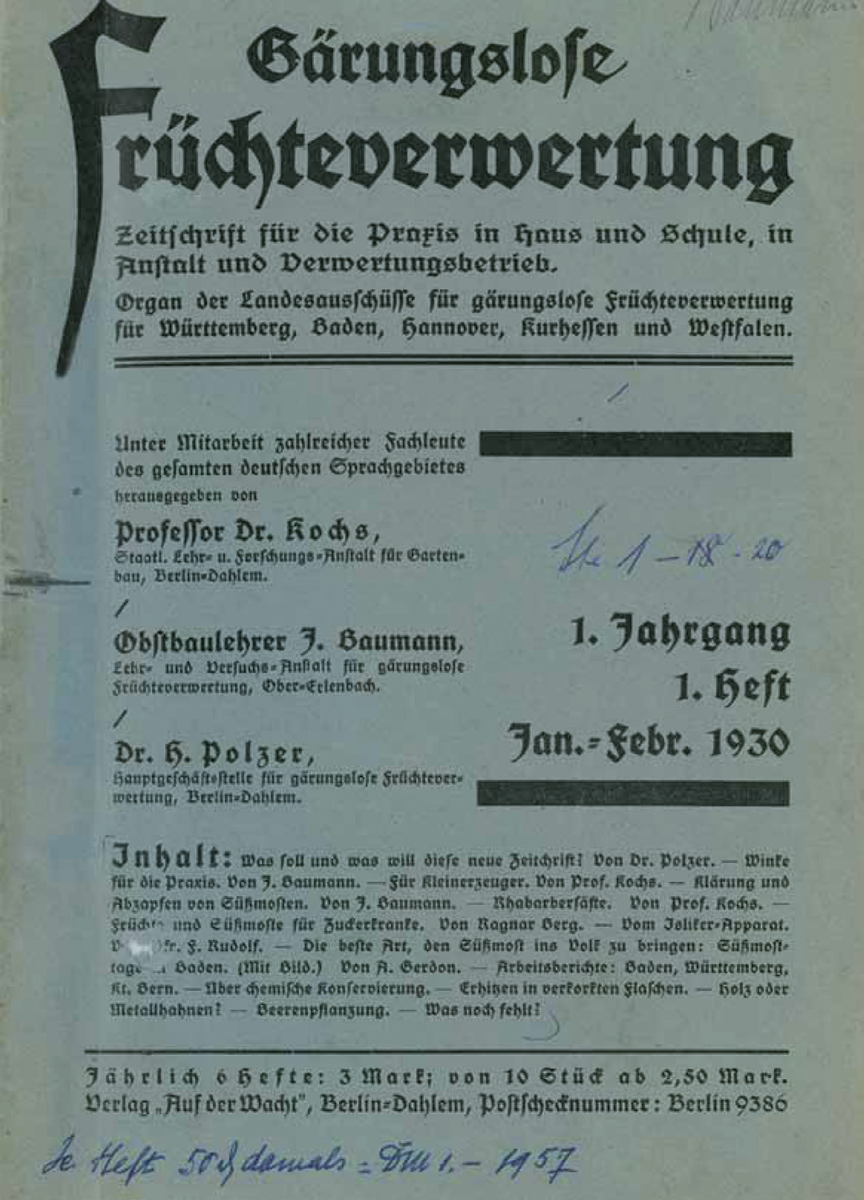 Gärungslose
Früchteverwertung
Zeitschrift für die Praxis in Haus und Schule, in
Anstalt und Verwertungsbetrieb.
Organ der Landesausschüsse für gärungslose Früchteverwertung
für Württemberg, Baden, Hannover, Kurhessen und Westfalen.
Unter Mitarbeit zahlreicher Fachleute
des gesamten deutschen Sprachgebietes
herausgegeben von
Professor Dr. Kochs,
Staatl. Lehr- u. Forschungs-Anstalt für Garten-
bau, Berlin-Dahlem.
/
Obstbaulehrer J. Baumann,
Lehr- und Versuchs-Anstalt für gärungslose
Früchteverwertung, Ober-Erlenbach.
/
Dr. H. Polzer,
Hauptgeschäftsstelle für gärungslose Früchtever-
wertung, Berlin-Dahlem.
1 - 18 - 20
1. Jahrgang
1. Heft
Jan.-Febr. 1930
Inhalt: Was soll und was will diese neue Zeitchrift? Von Dr. Polzer. — Winke
für die Praxis. Von J. Baumann. — Für Kleinerzeuger. Von Prof. Kochs. — Klärung und
Abzapfen von Süßmosten. Von J. Baumann. — Rhabarbersäfte. Von Prof. Kochs. —
und Süßmoste für Zuckerkranke. Von Ragnar Berg. — Vom Isliker-Apparat.
F. Rudolf. — Die beste Art, den Süßmost ins Volk zu bringen: Süßmost-
tage Baden. (Mit Bild.) Von A. Gerdon. — Arbeitsberichte: Baden, Württemberg,
Kt. Bern. — Über chemische Konservierung. — Erhitzen in verkorkten Flaschen. — Holz oder
Metallhahnen? — Beerenpflanzung. — Was noch fehlt?
Jährlich 6 Hefte: 3 Mark; von 10 Stück ab 2,50 Mark.
Verlag „Auf der Wacht", Berlin-Dahlem, Postschecknummer: Berlin 9386
Je Heft 50 damals = DM 1.- 1957